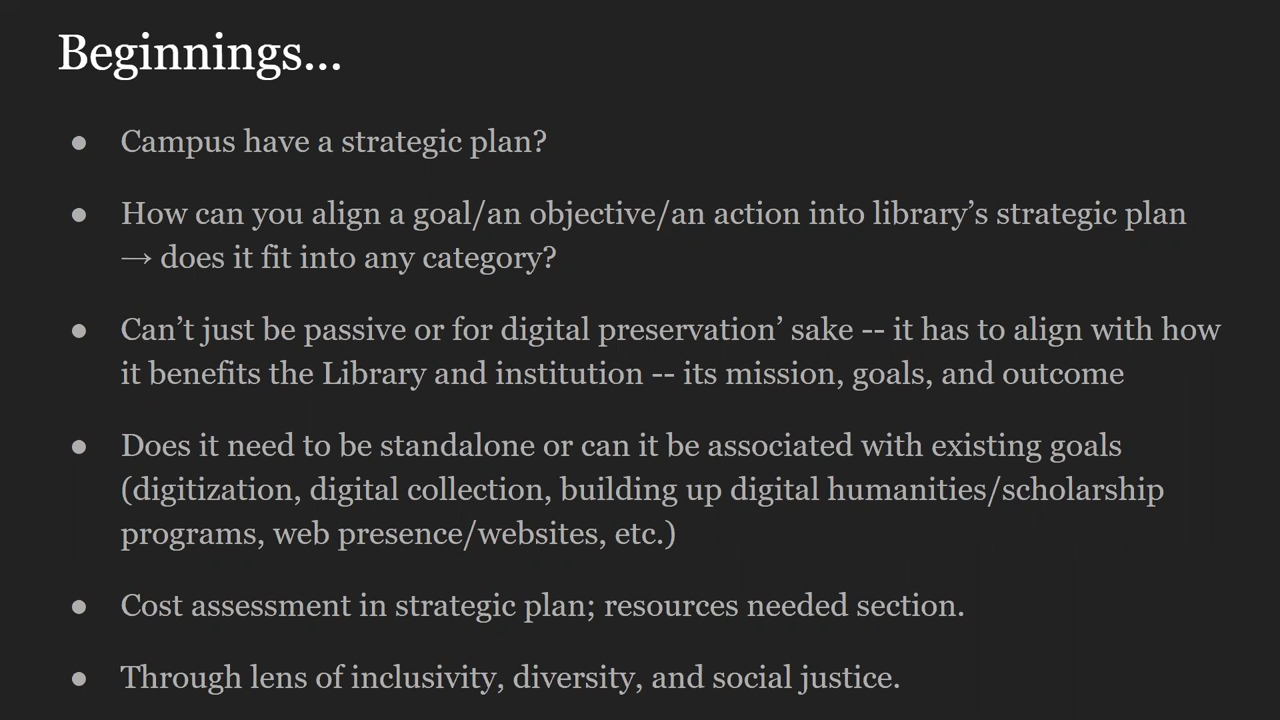 Beginnings...
● Campus have a strategic plan?
● How can you align a goal/an objective/an action into library’s strategic plan
→ does it fit into any category?
● Can’t just be passive or for digital preservation’ sake -- it has to align with how
it benefits the Library and institution -- its mission, goals, and outcome
● Does it need to be standalone or can it be associated with existing goals
(digitization, digital collection, building up digital humanities/scholarship
programs, web presence/websites, etc.)
● Cost assessment in strategic plan; resources needed section.
● Through lens of inclusivity, diversity, and social justice.